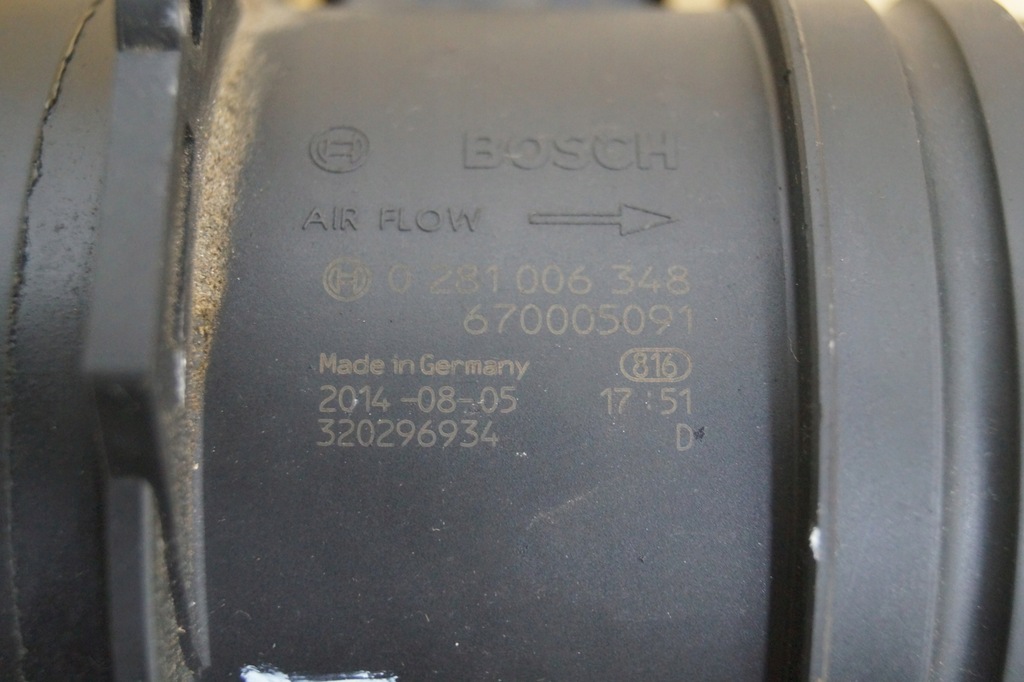 BOSCH
AIR FLOW
0 281 006 348
670005091
Made in Germany 816
2014-08-05 17:51
320296934 D